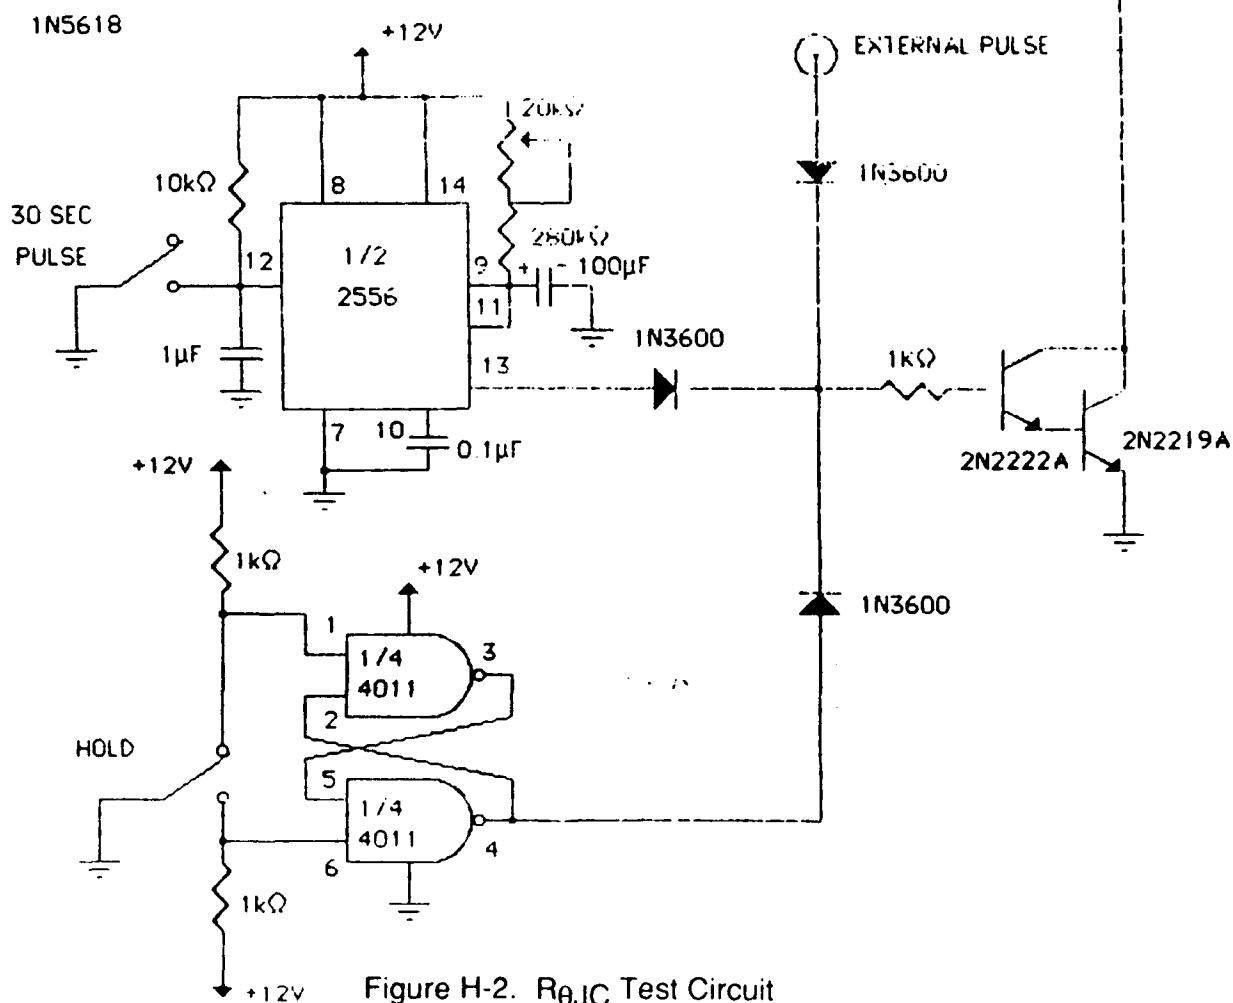 1N5618
+12V
EXTERNAL PULSE
20kΩ
1N3600
10kΩ
8
14
30 SEC
PULSE
12
1/2
2556
280kΩ
9
+
-
100µF
11
1N3600
1µF
13
1kΩ
7
10
0.1µF
2N2222A
2N2219A
+12V
1kΩ
+12V
1N3600
1
1/4
4011
3
2
HOLD
5
1/4
4011
4
6
1kΩ
+12V
Figure H-2. RθJC Test Circuit